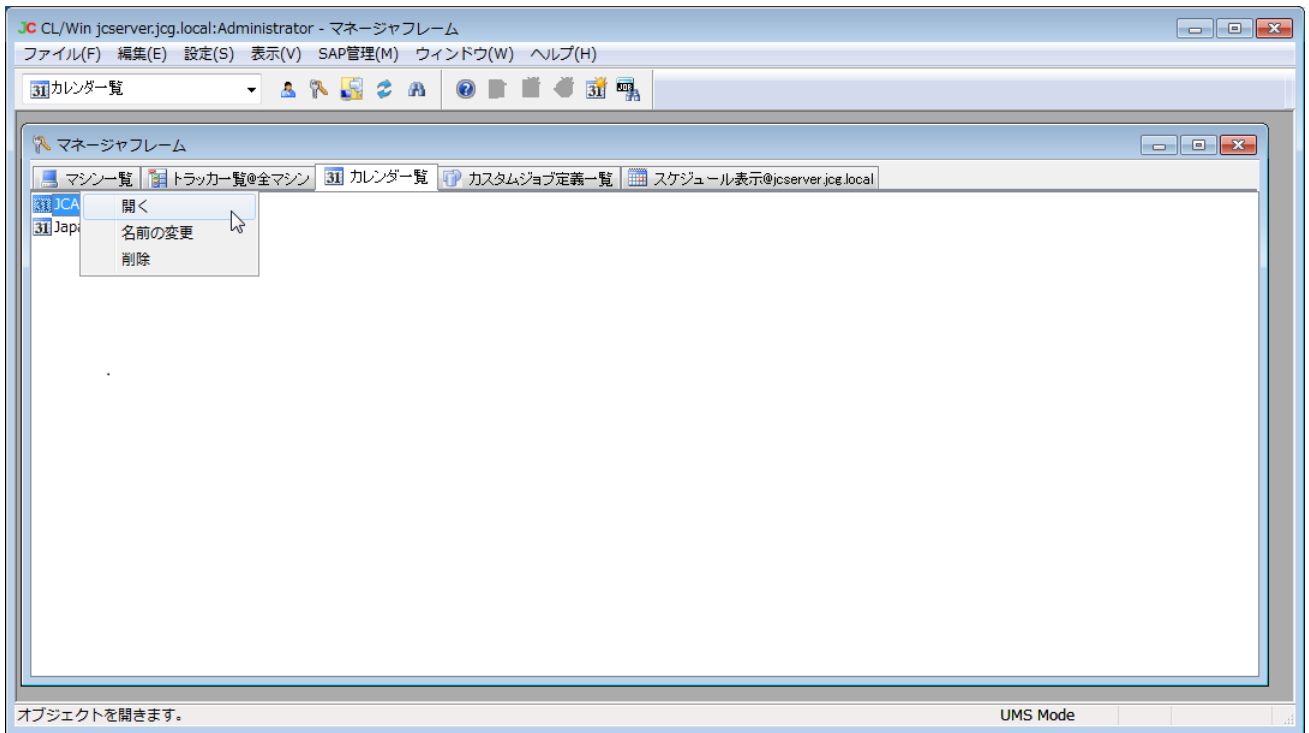 JC CL/Win jcserver.jcg.local:Administrator - マネージャフレーム
ファイル(F) 編集(E) 設定(S) 表示(V) SAP管理(M) ウィンドウ(W) ヘルプ(H)
31 カレンダ一覧
マネージャフレーム
マシン一覧 トラッカ一覧@全マシン 31 カレンダ一覧 カスタムジョブ定義一覧 スケジュール表示@jcserver.jcg.local
31 JCA 開く
31 Japa 名前の変更
削除
オブジェクトを開きます。 UMS Mode